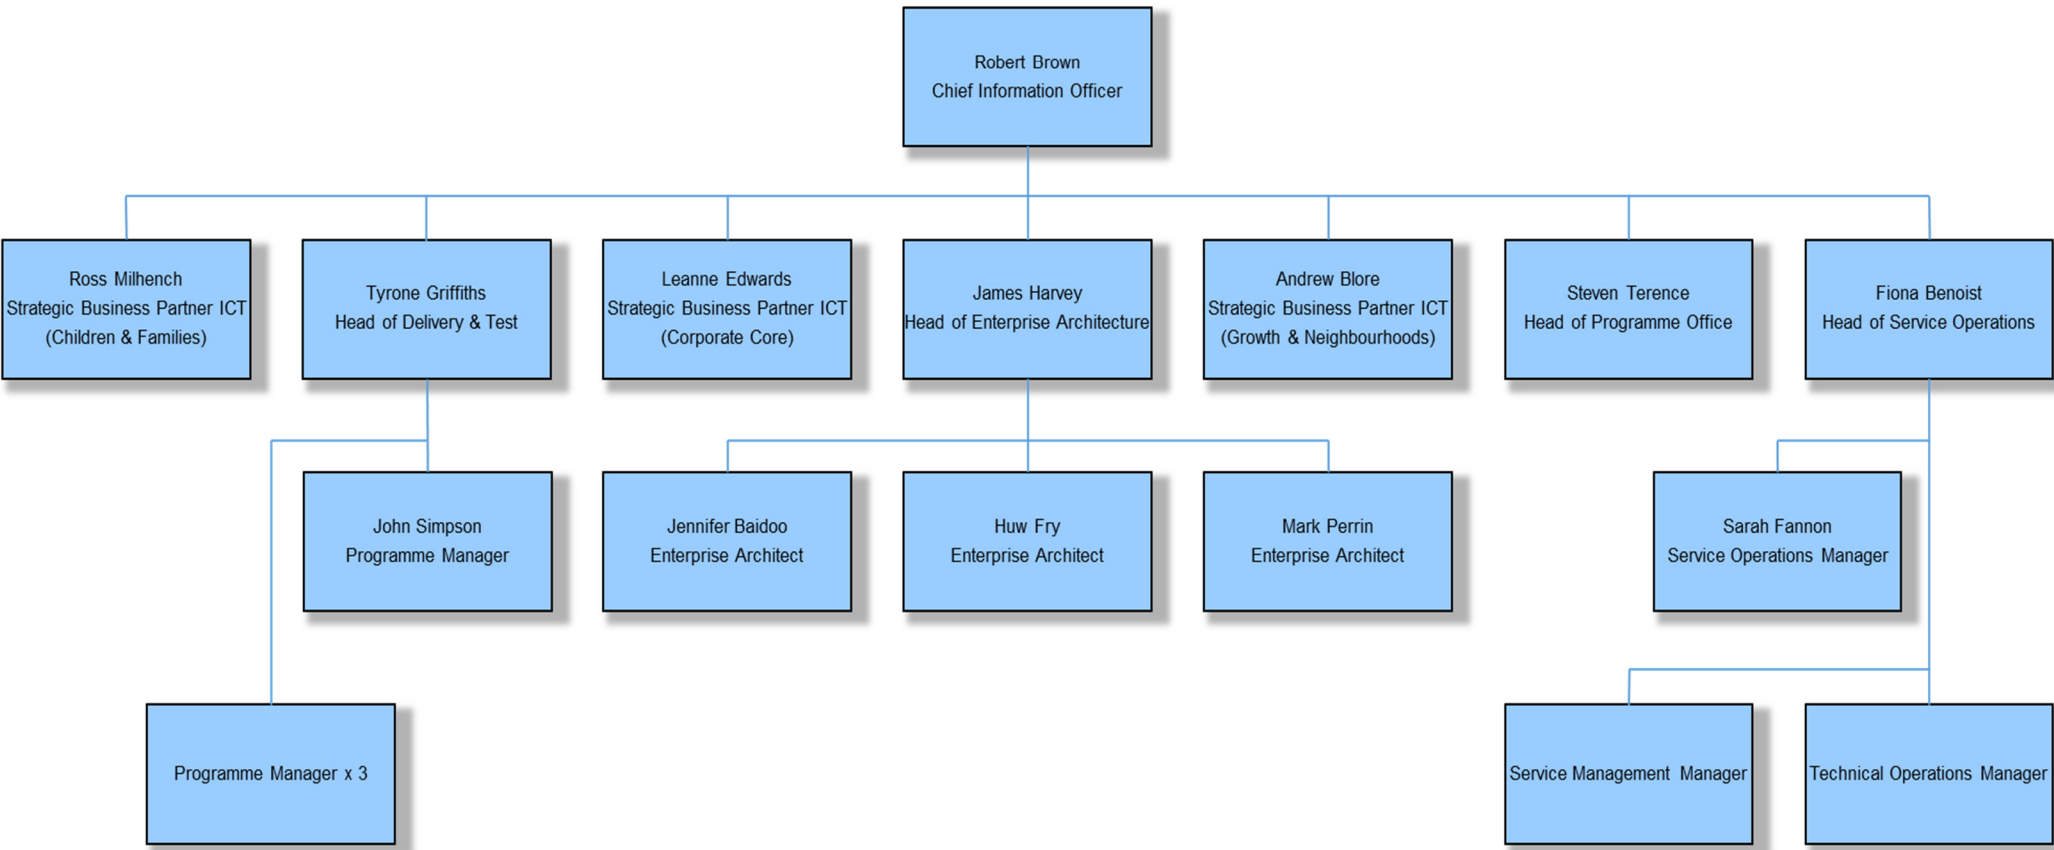 Robert Brown
Chief Information Officer
Ross Milhench
Strategic Business Partner ICT
(Children & Families)
Tyrone Griffiths
Head of Delivery & Test
Leanne Edwards
Strategic Business Partner ICT
(Corporate Core)
James Harvey
Head of Enterprise Architecture
Andrew Blore
Strategic Business Partner ICT
(Growth & Neighbourhoods)
Steven Terence
Head of Programme Office
Fiona Benoist
Head of Service Operations
John Simpson
Programme Manager
Jennifer Baidoo
Enterprise Architect
Huw Fry
Enterprise Architect
Mark Perrin
Enterprise Architect
Sarah Fannon
Service Operations Manager
Programme Manager x 3
Service Management Manager
Technical Operations Manager